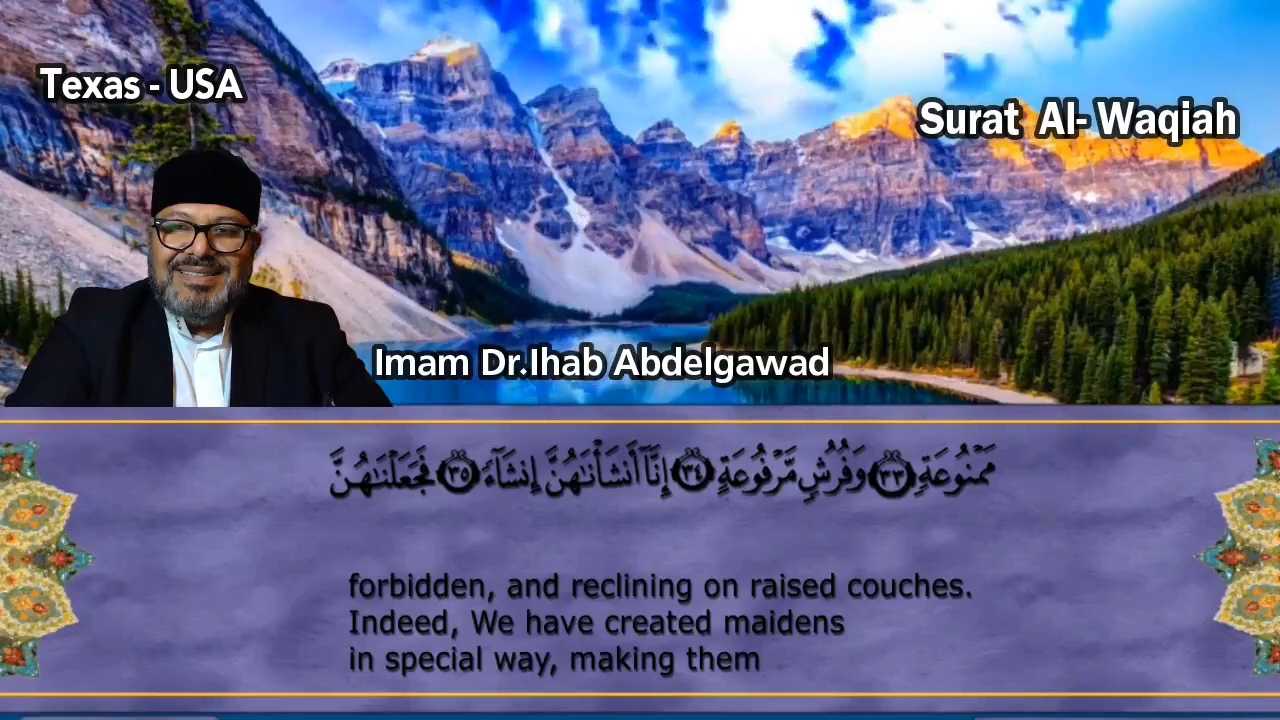 Texas - USA
Surat Al- Waqiah
Imam Dr.Ihab Abdelgawad
مَمْنُوعَةٍ ٣٣ وَفُرُشٍ مَّرْفُوعَةٍ ٣٤ إِنَّآ أَنشَأْنَٰهُنَّ إِنشَآءً ٣٥ فَجَعَلْنَٰهُنَّ
forbidden, and reclining on raised couches.
Indeed, We have created maidens
in special way, making them